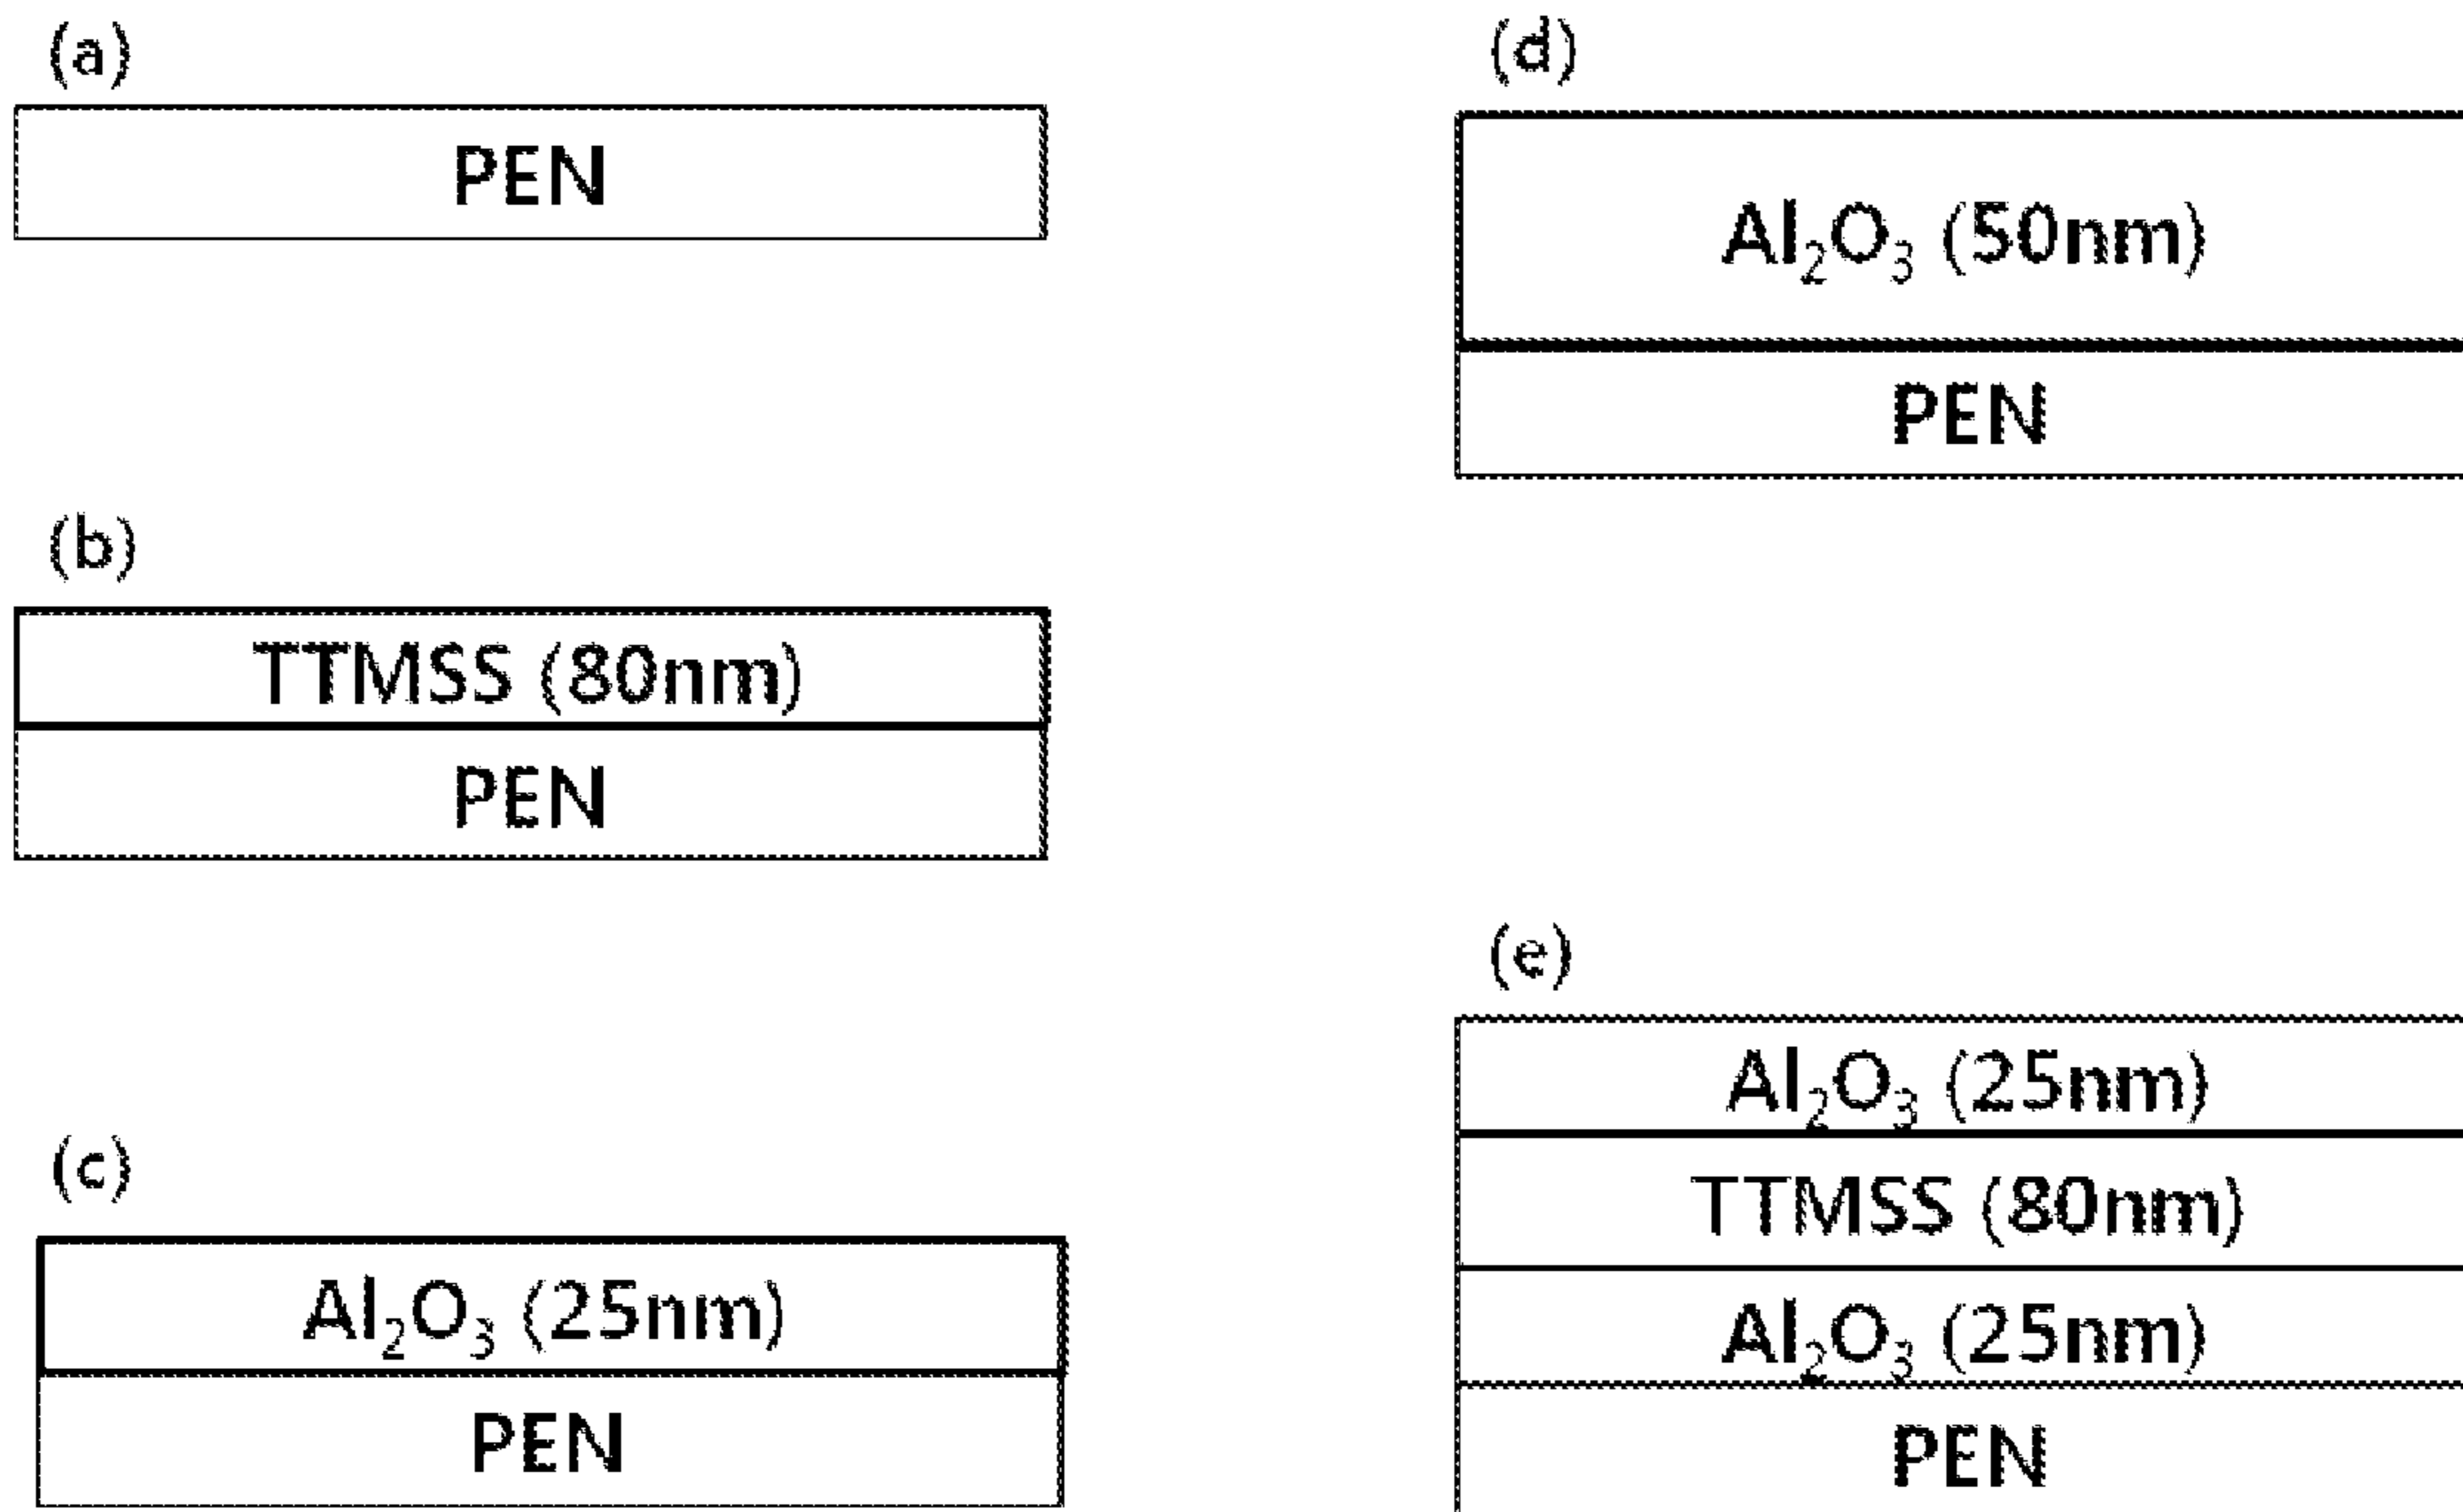 (a)
PEN
(b)
TTMSS (80nm)
PEN
(c)
Al₂O₃ (25nm)
PEN
(d)
Al₂O₃ (50nm)
PEN
(e)
Al₂O₃ (25nm)
TTMSS (80nm)
Al₂O₃ (25nm)
PEN